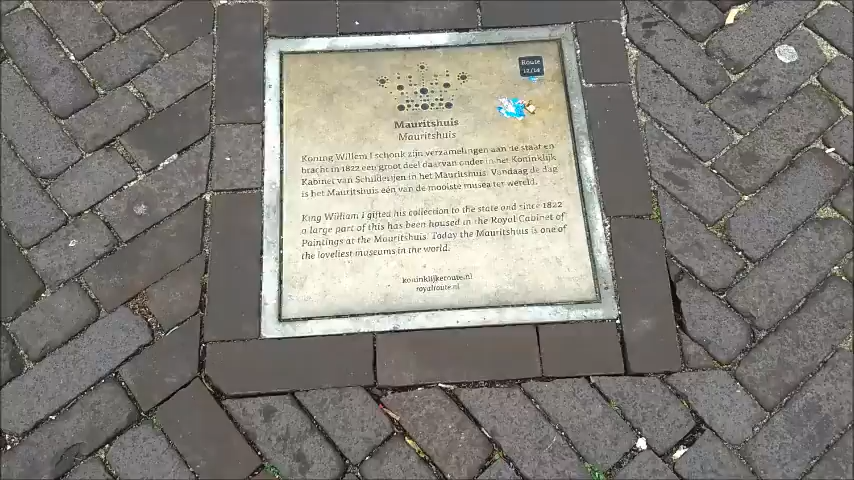 Route
12/18
Mauritshuis
Mauritshuis
Koning Willem I schonk zijn verzamelingen aan de staat en
bracht in 1822 een groot deel daarvan onder in het Koninklijk
Kabinet van Schilderijen in het Mauritshuis. Vandaag de dag
is het Mauritshuis één van de mooiste musea ter wereld.
King William I gifted his collection to the state and since 1822
a large part of this has been housed in the Royal Cabinet of
Paintings at the Mauritshuis. Today the Mauritshuis is one of
the loveliest museums in the world.
koninklijkeroute.nl
royalroute.nl